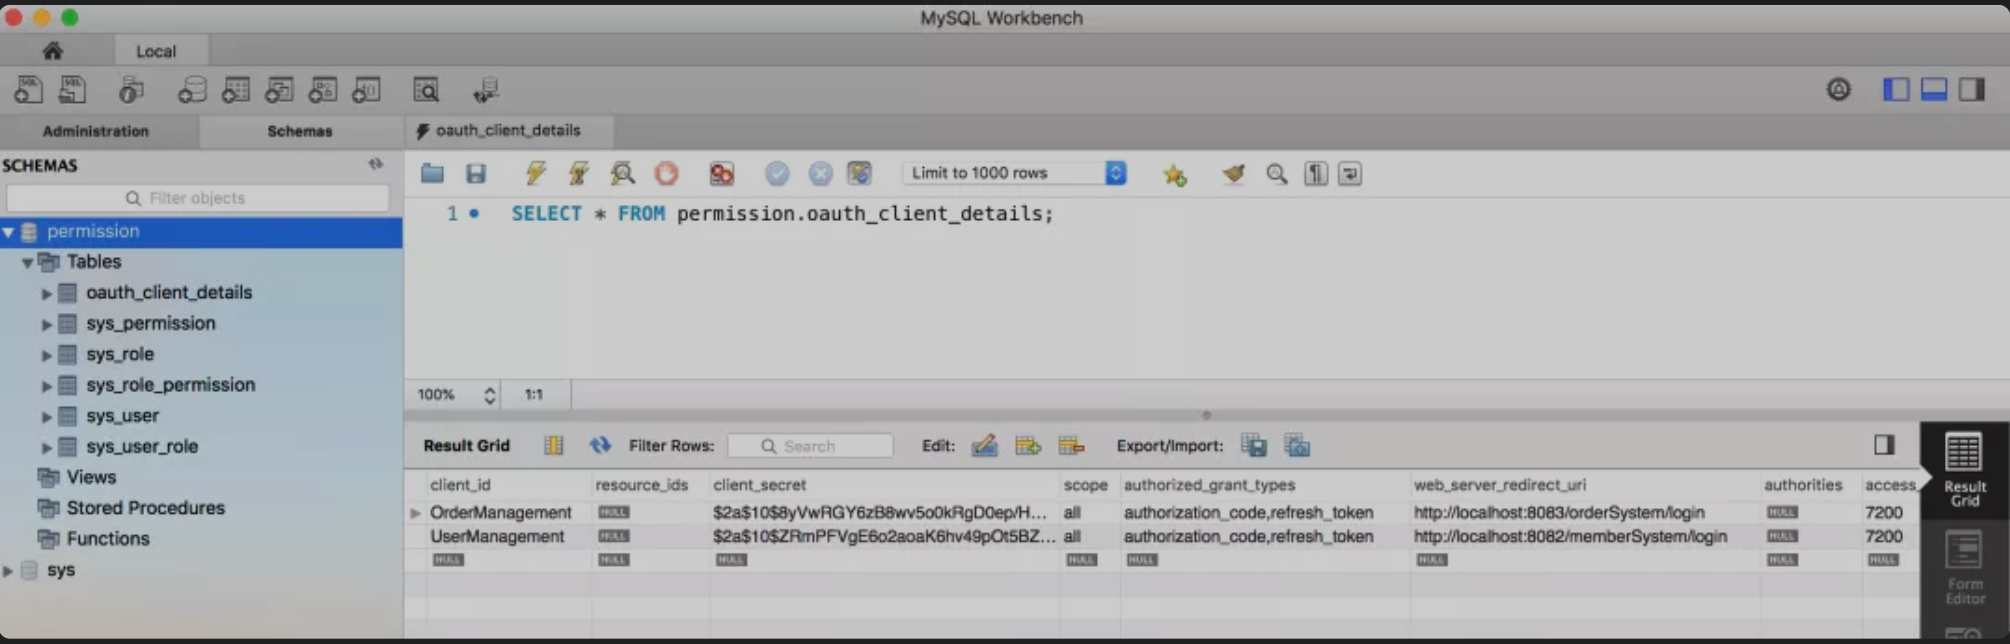 MySQL Workbench
Local
Administration
Schemas
oauth_client_details
SCHEMAS
Filter objects
Limit to 1000 rows
1 SELECT * FROM permission.oauth_client_details;
permission
Tables
oauth_client_details
sys_permission
sys_role
sys_role_permission
sys_user
sys_user_role
Views
Stored Procedures
Functions
sys
100% 1:1
Result Grid Filter Rows: Search Edit: Export/Import:
client_id resource_ids client_secret scope authorized_grant_types web_server_redirect_uri authorities access
OrderManagement NULL $2a$10$8yVwRGY6zB8wv5o0kRgD0ep/H... all authorization_code,refresh_token http://localhost:8083/orderSystem/login NULL 7200
UserManagement NULL $2a$10$ZRmPFVgE6o2aoaK6hv49pOt5BZ... all authorization_code,refresh_token http://localhost:8082/memberSystem/login NULL 7200
NULL NULL NULL NULL NULL NULL NULL NULL
Result
Grid
Form
Editor